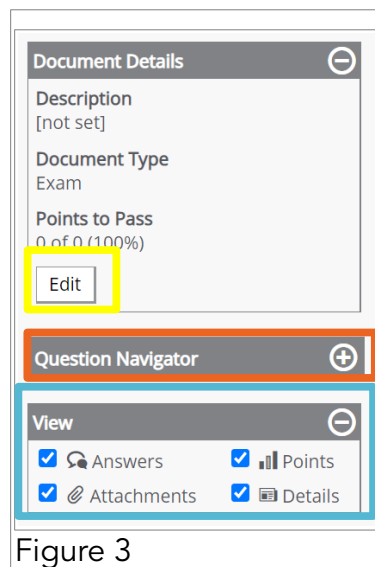 Document Details
Description
[not set]
Document Type
Exam
Points to Pass
0 of 0 (100%)
Edit
Question Navigator
View
Answers Points
Attachments Details
Figure 3